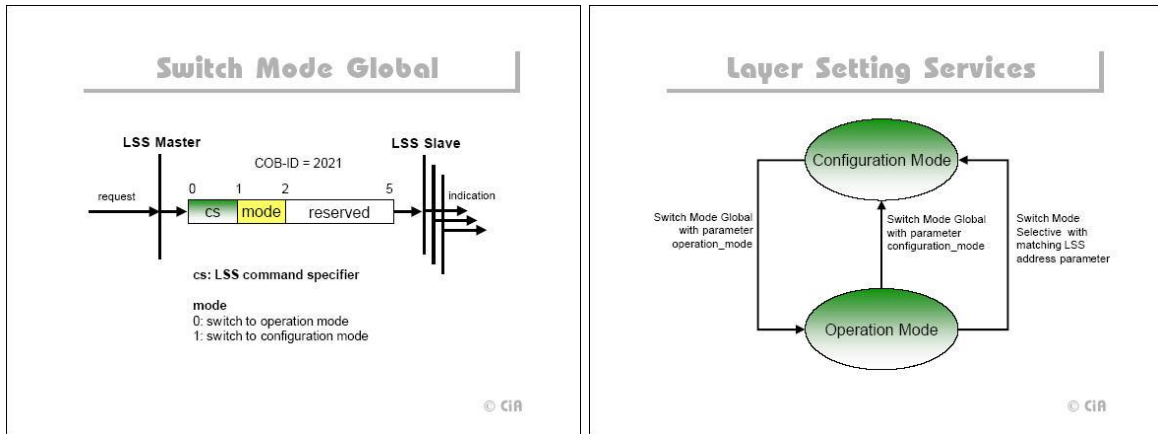 Switch Mode Global
LSS Master
LSS Slave
COB-ID = 2021
request
0 1 2 5
indication
cs mode reserved
cs: LSS command specifier
mode
0: switch to operation mode
1: switch to configuration mode
© CiA
Layer Setting Services
Configuration Mode
Switch Mode Global
with parameter
operation_mode
Switch Mode Global
with parameter
configuration_mode
Switch Mode
Selective with
matching LSS
address parameter
Operation Mode
© CiA